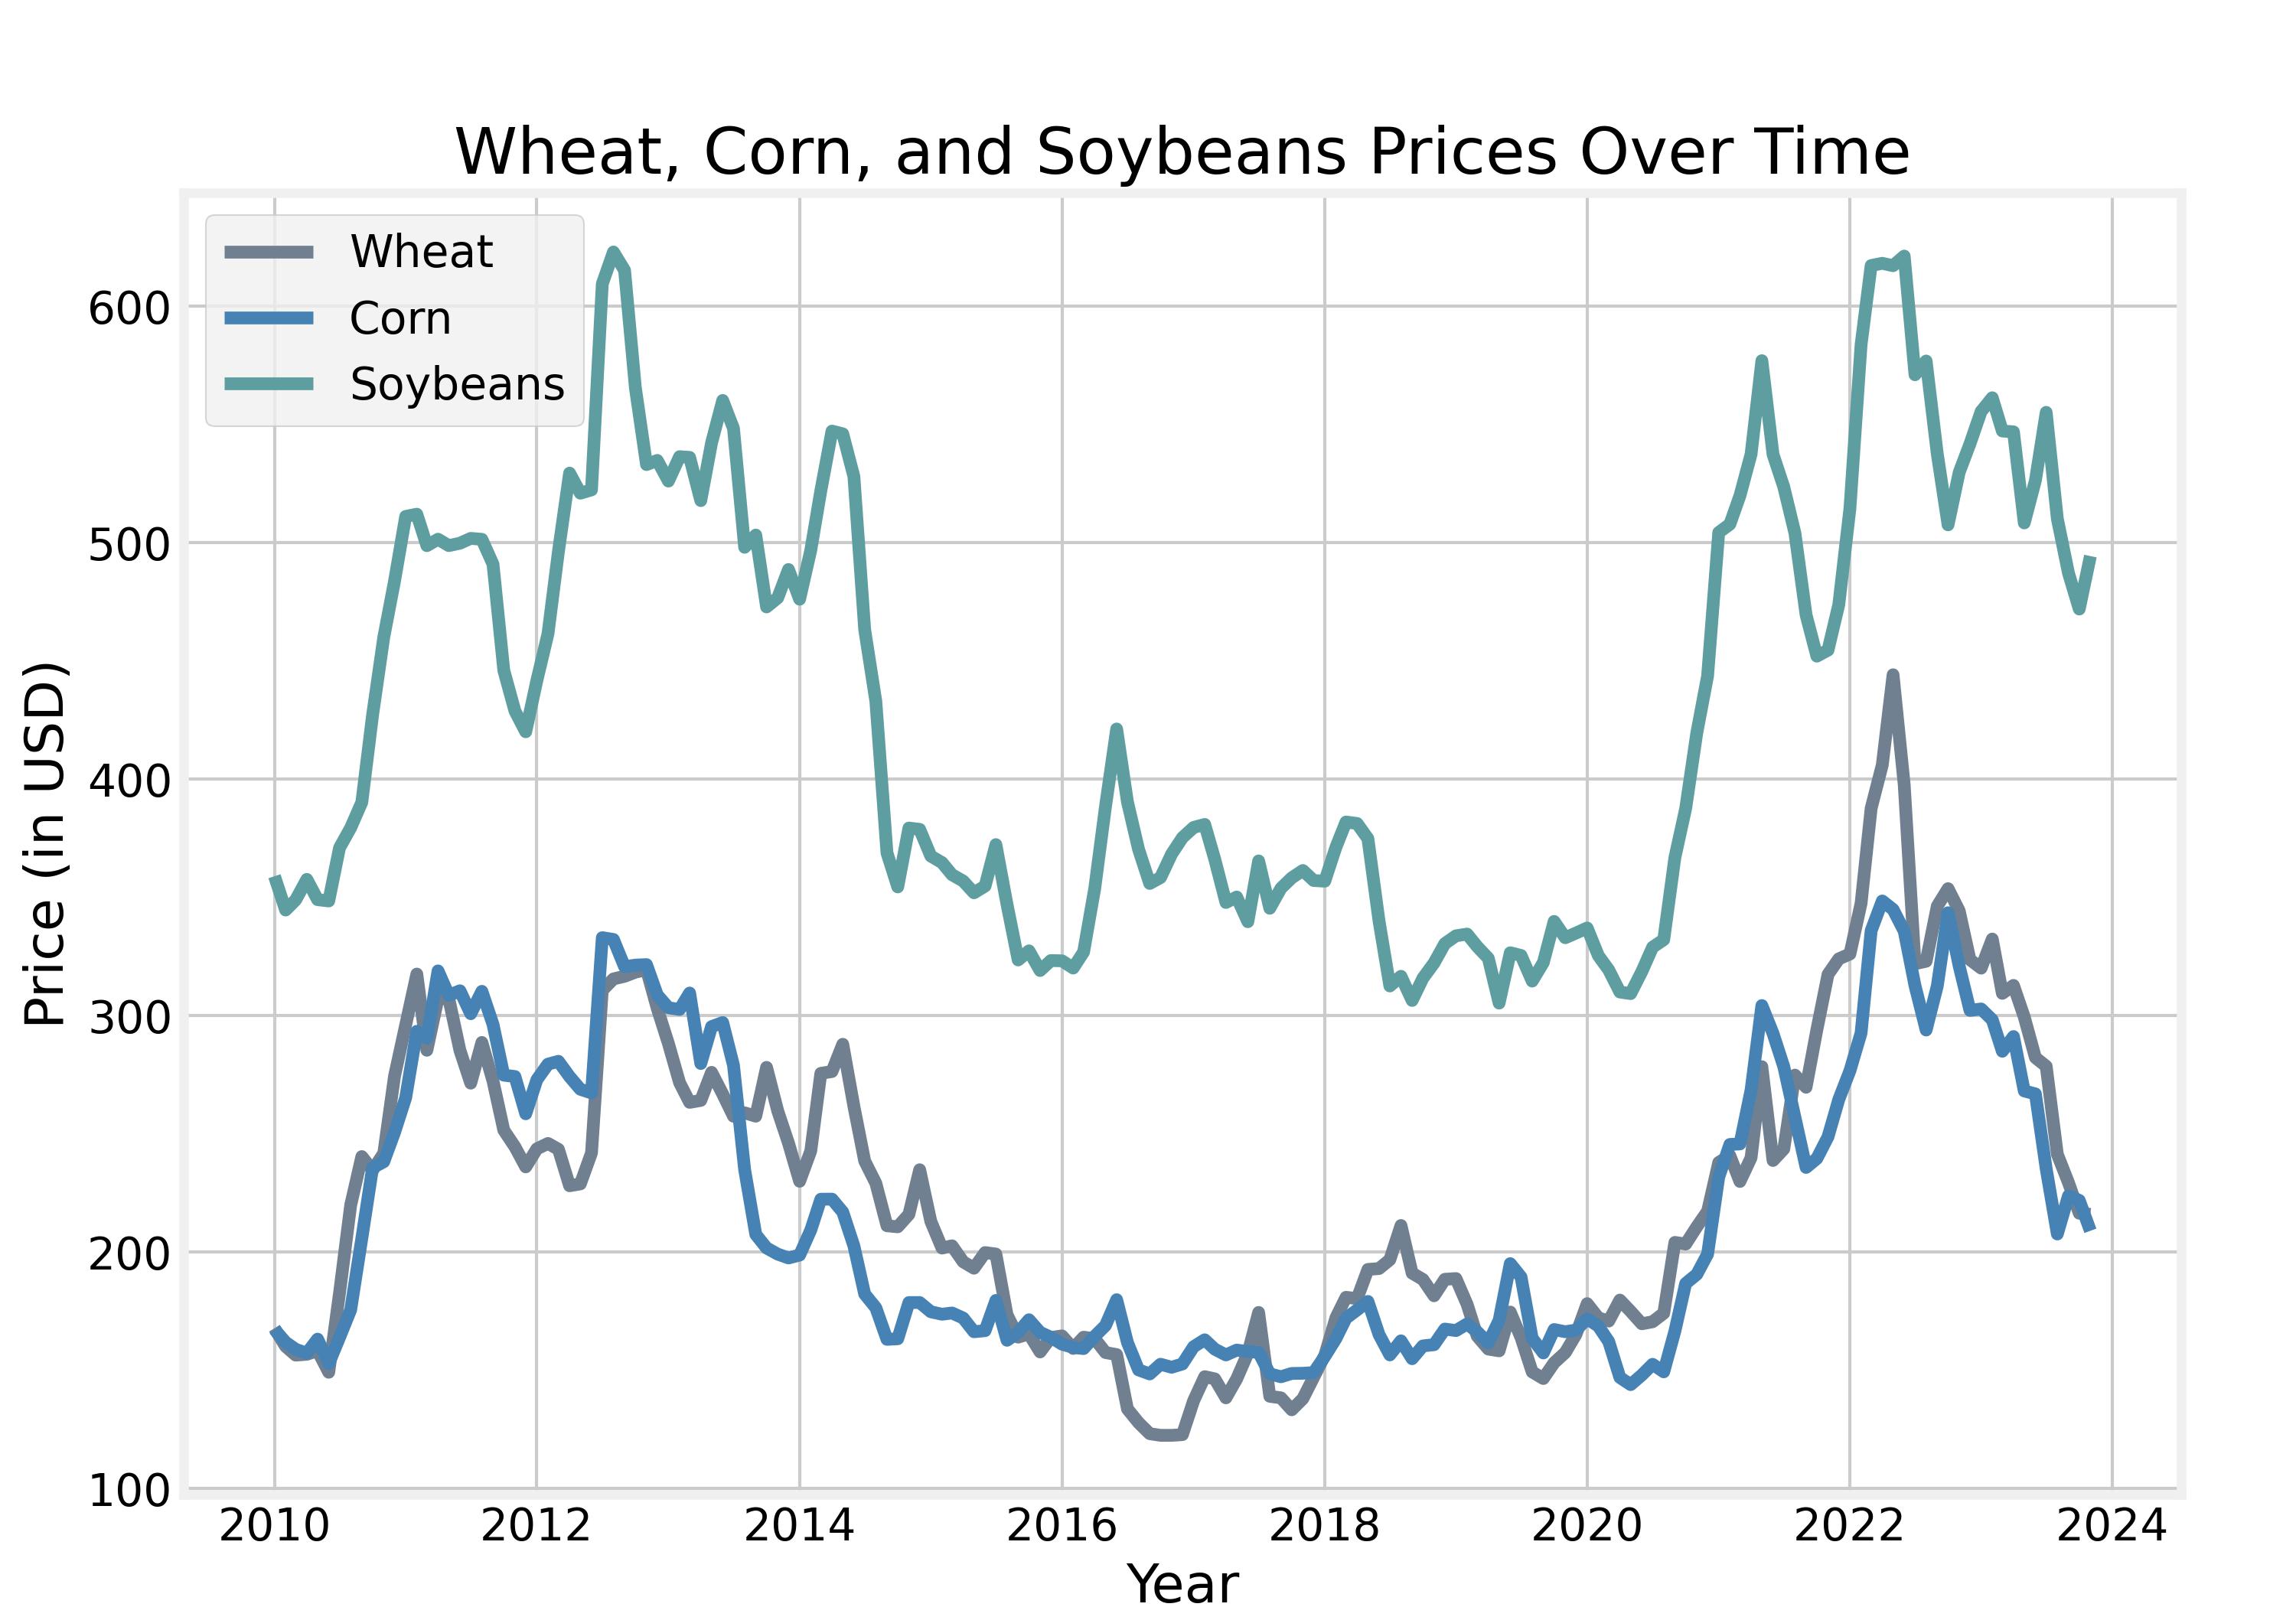 Wheat, Corn, and Soybeans Prices Over Time
Wheat
Corn
Soybeans
600
500
400
300
200
100
Price (in USD)
2010 2012 2014 2016 2018 2020 2022 2024
Year